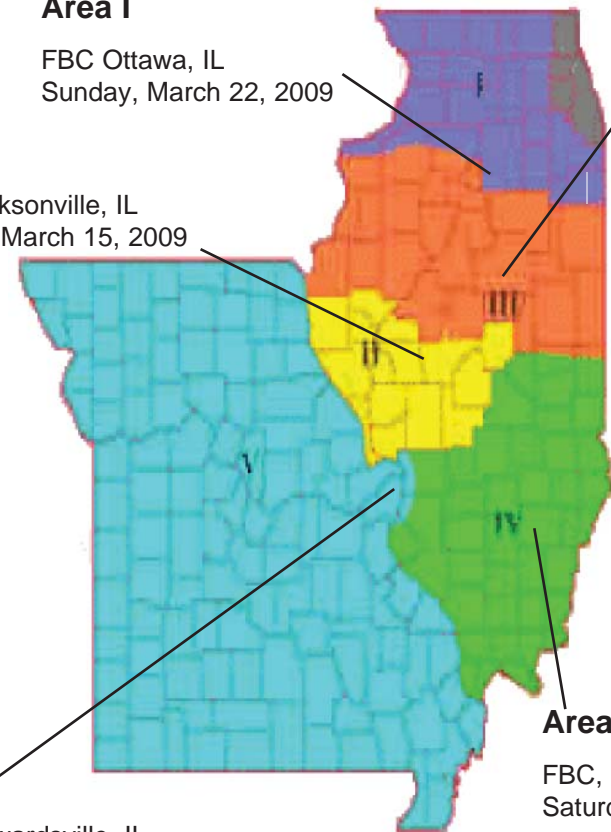 Area I
FBC Ottawa, IL
Sunday, March 22, 2009
I
ksonville, IL
March 15, 2009
III
II
V
IV
Area
FBC,
Saturd
wardsville, IL